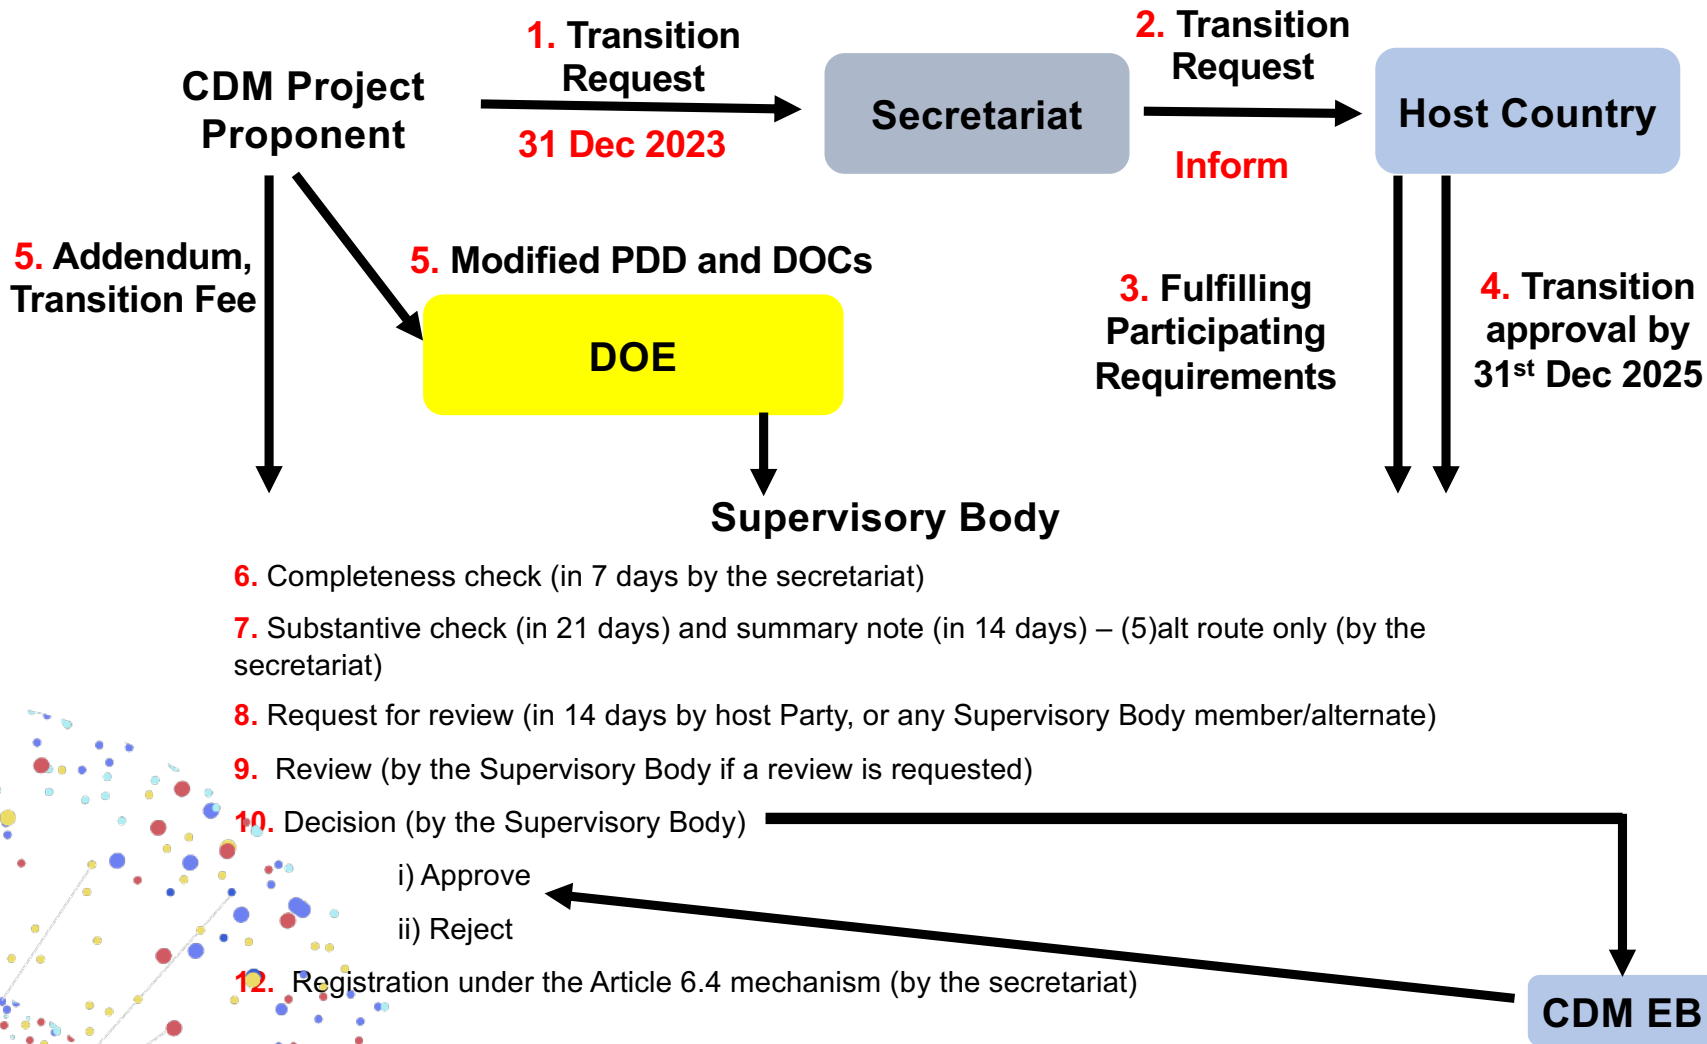 1. Transition
Request
31 Dec 2023
2. Transition
Request
Inform
CDM Project
Proponent
Secretariat
Host Country
5. Addendum,
Transition Fee
5. Modified PDD and DOCs
DOE
3. Fulfilling
Participating
Requirements
4. Transition
approval by
31st Dec 2025
Supervisory Body
6. Completeness check (in 7 days by the secretariat)
7. Substantive check (in 21 days) and summary note (in 14 days) – (5)alt route only (by the
secretariat)
8. Request for review (in 14 days by host Party, or any Supervisory Body member/alternate)
9. Review (by the Supervisory Body if a review is requested)
10. Decision (by the Supervisory Body)
i) Approve
ii) Reject
12. Registration under the Article 6.4 mechanism (by the secretariat)
CDM EB